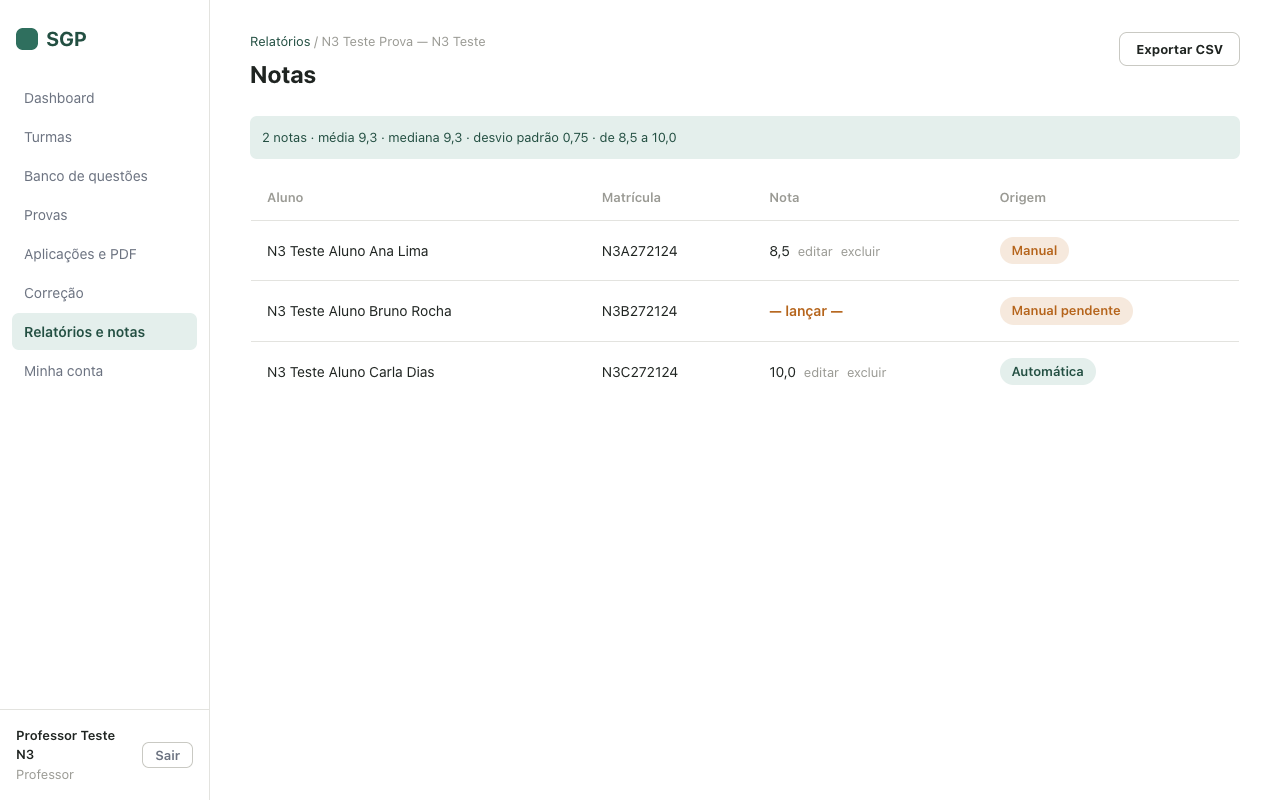 SGP
Dashboard
Turmas
Banco de questões
Provas
Aplicações e PDF
Correção
Relatórios e notas
Minha conta
Professor Teste
N3
Professor
Sair
Relatórios / N3 Teste Prova — N3 Teste
Notas
Exportar CSV
2 notas · média 9,3 · mediana 9,3 · desvio padrão 0,75 · de 8,5 a 10,0
Aluno Matrícula Nota Origem
N3 Teste Aluno Ana Lima N3A272124 8,5 editar excluir Manual
N3 Teste Aluno Bruno Rocha N3B272124 — lançar — Manual pendente
N3 Teste Aluno Carla Dias N3C272124 10,0 editar excluir Automática